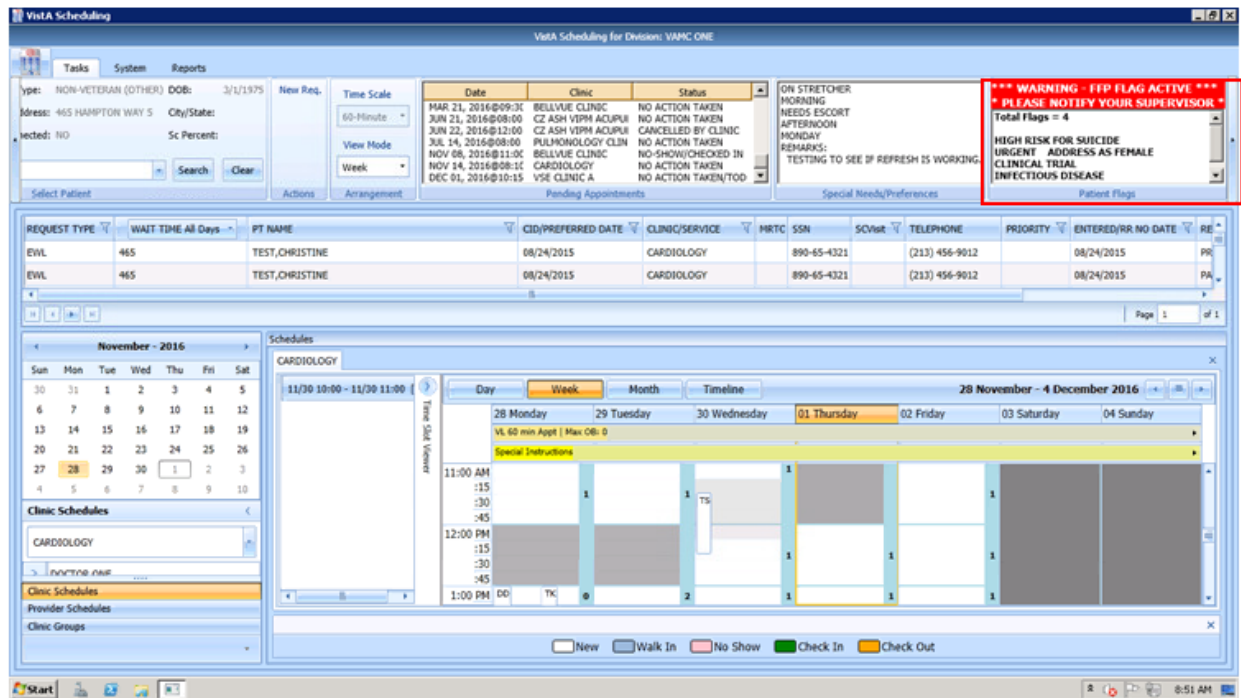 VistA Scheduling
VistA Scheduling for Division: VAMC ONE
Tasks System Reports
ype: NON-VETERAN (OTHER) DOB: 3/1/1975
ddress: 465 HAMPTON WAY S City/State:
nected: NO Sc Percent:
Search Clear
Select Patient
New Req.
Actions
Time Scale
60-Minute
View Mode
Week
Arrangement
Date Clinic Status
MAR 21, 2016@09:30 BELLVUE CLINIC NO ACTION TAKEN
JUN 21, 2016@08:00 CZ ASH VIPM ACUPUI NO ACTION TAKEN
JUN 22, 2016@12:00 CZ ASH VIPM ACUPUI CANCELLED BY CLINIC
JUL 14, 2016@08:00 PULMONOLOGY CLIN NO ACTION TAKEN
NOV 08, 2016@11:00 BELLVUE CLINIC NO-SHOW/CHECKED IN
NOV 14, 2016@08:10 CARDIOLOGY NO ACTION TAKEN
DEC 01, 2016@10:15 VSE CLINIC A NO ACTION TAKEN/TOD
Pending Appointments
ON STRETCHER
MORNING
NEEDS ESCORT
AFTERNOON
MONDAY
REMARKS:
TESTING TO SEE IF REFRESH IS WORKING.
Special Needs/Preferences
*** WARNING - FFP FLAG ACTIVE ***
* PLEASE NOTIFY YOUR SUPERVISOR *
Total Flags = 4
HIGH RISK FOR SUICIDE
URGENT ADDRESS AS FEMALE
CLINICAL TRIAL
INFECTIOUS DISEASE
Patient Flags
REQUEST TYPE WAIT TIME All Days PT NAME CID/PREFERRED DATE CLINIC/SERVICE MRTC SSN SCVisit TELEPHONE PRIORITY ENTERED/RR NO DATE RE
EWL 465 TEST,CHRISTINE 08/24/2015 CARDIOLOGY 890-65-4321 (213) 456-9012 08/24/2015 PR
EWL 465 TEST,CHRISTINE 08/24/2015 CARDIOLOGY 890-65-4321 (213) 456-9012 08/24/2015 PA
Page 1 of 1
November - 2016
Sun Mon Tue Wed Thu Fri Sat
30 31 1 2 3 4 5
6 7 8 9 10 11 12
13 14 15 16 17 18 19
20 21 22 23 24 25 26
27 28 29 30 1 2 3
4 5 6 7 8 9 10
Clinic Schedules
CARDIOLOGY
DOCTOR ONE
Clinic Schedules
Provider Schedules
Clinic Groups
Schedules
CARDIOLOGY
11/30 10:00 - 11/30 11:00 [
Time Slot Viewer
Day Week Month Timeline 28 November - 4 December 2016
28 Monday 29 Tuesday 30 Wednesday 01 Thursday 02 Friday 03 Saturday 04 Sunday
VL 60 min Appt | Max OB: 0
Special Instructions
11:00 AM 1
:15 1 1 1
:30 TS
:45
12:00 PM
:15 1 1 1
:30
:45
1:00 PM DD TK 0 2 1 1 1
New Walk In No Show Check In Check Out
Start 8:51 AM